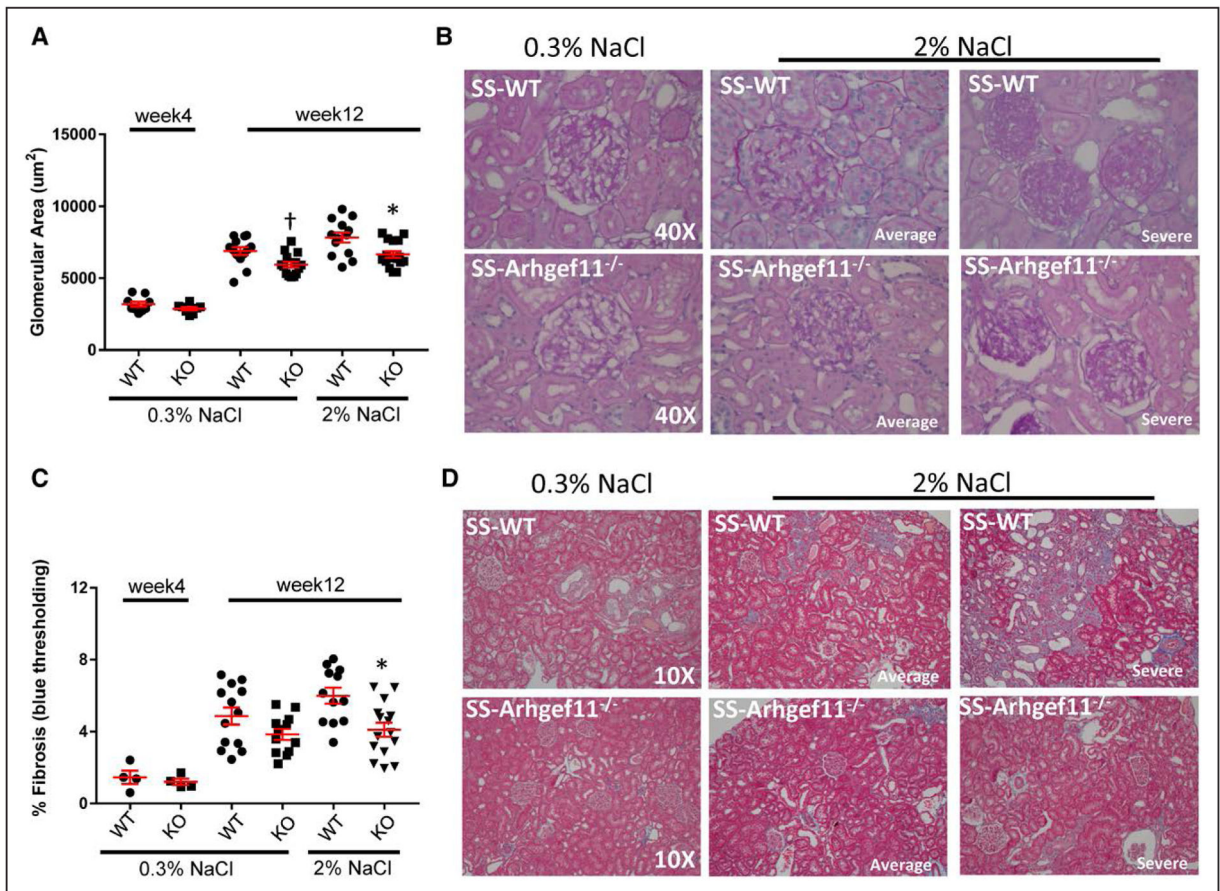 A
week4
week12
Glomerular Area (um²)
15000
10000
5000
0
†
*
WT
KO
WT
KO
WT
KO
0.3% NaCl
2% NaCl
B
0.3% NaCl
2% NaCl
SS-WT
40X
SS-WT
Average
Severe
SS-Arhgef11-/-
40X
SS-Arhgef11-/-
Average
Severe
C
week4
week12
% Fibrosis (blue thresholding)
12
8
4
0
*
WT
KO
WT
KO
WT
KO
0.3% NaCl
2% NaCl
D
0.3% NaCl
2% NaCl
SS-WT
10X
SS-WT
Average
SS-WT
Severe
SS-Arhgef11-/-
10X
SS-Arhgef11-/-
Average
SS-Arhgef11-/-
Severe